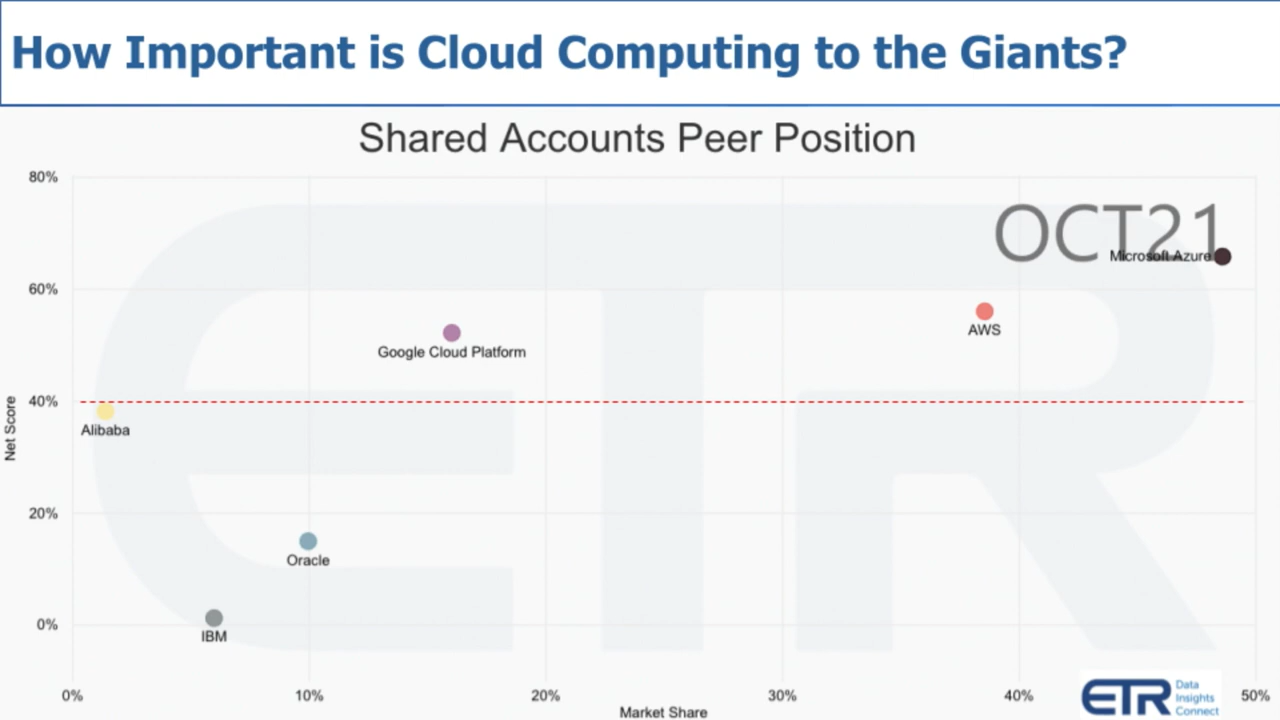 How Important is Cloud Computing to the Giants?
Shared Accounts Peer Position
80%
OCT21
Microsoft Azure
60%
AWS
Google Cloud Platform
40%
Alibaba
Net Score
20%
Oracle
0%
IBM
0%
10%
20%
30%
40%
50%
Market Share
ETR
Data
Insights
Connect
ETR